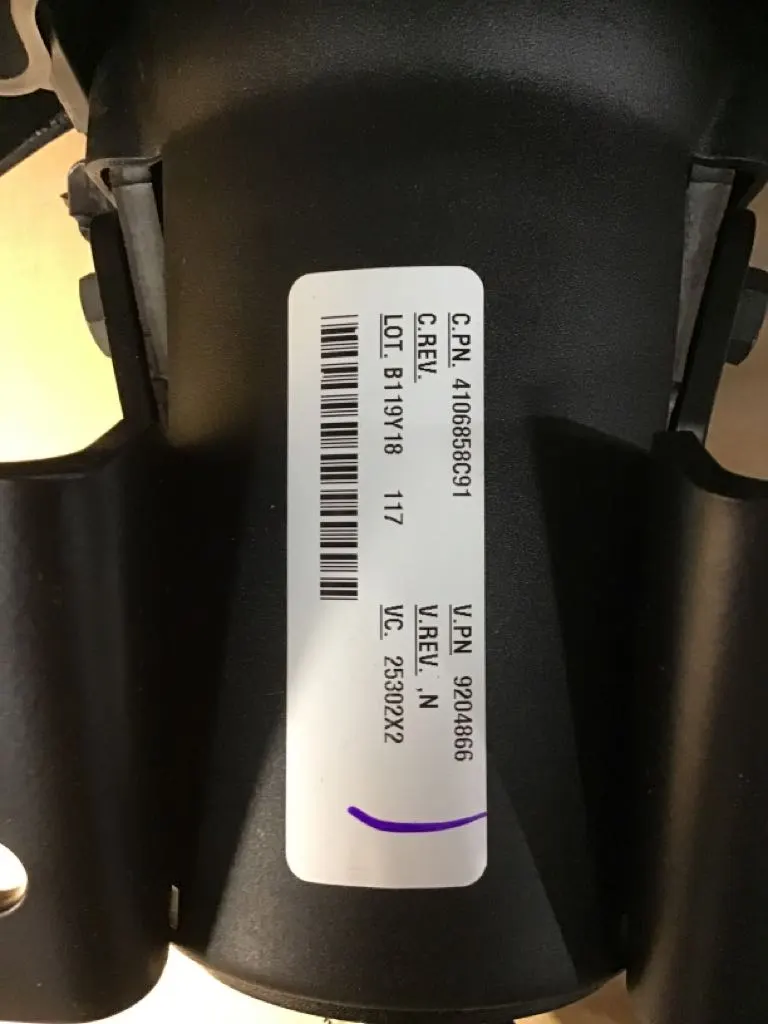 C.PN. 4106858C91 V.PN 9204866
C.REV. V.REV. ,N
LOT. B119Y18 117 VC. 25302X2